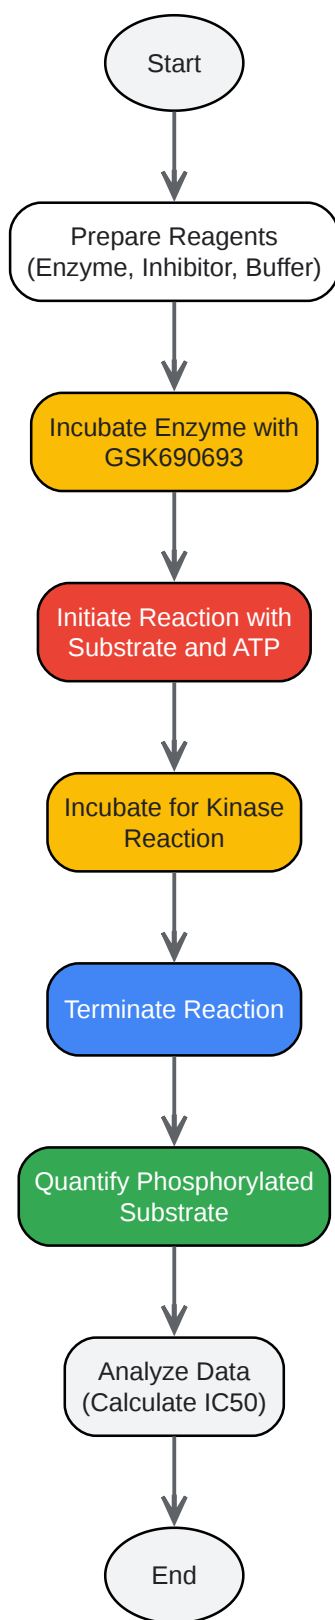 Start
Prepare Reagents
(Enzyme, Inhibitor, Buffer)
Incubate Enzyme with
GSK690693
Initiate Reaction with
Substrate and ATP
Incubate for Kinase
Reaction
Terminate Reaction
Quantify Phosphorylated
Substrate
Analyze Data
(Calculate IC50)
End